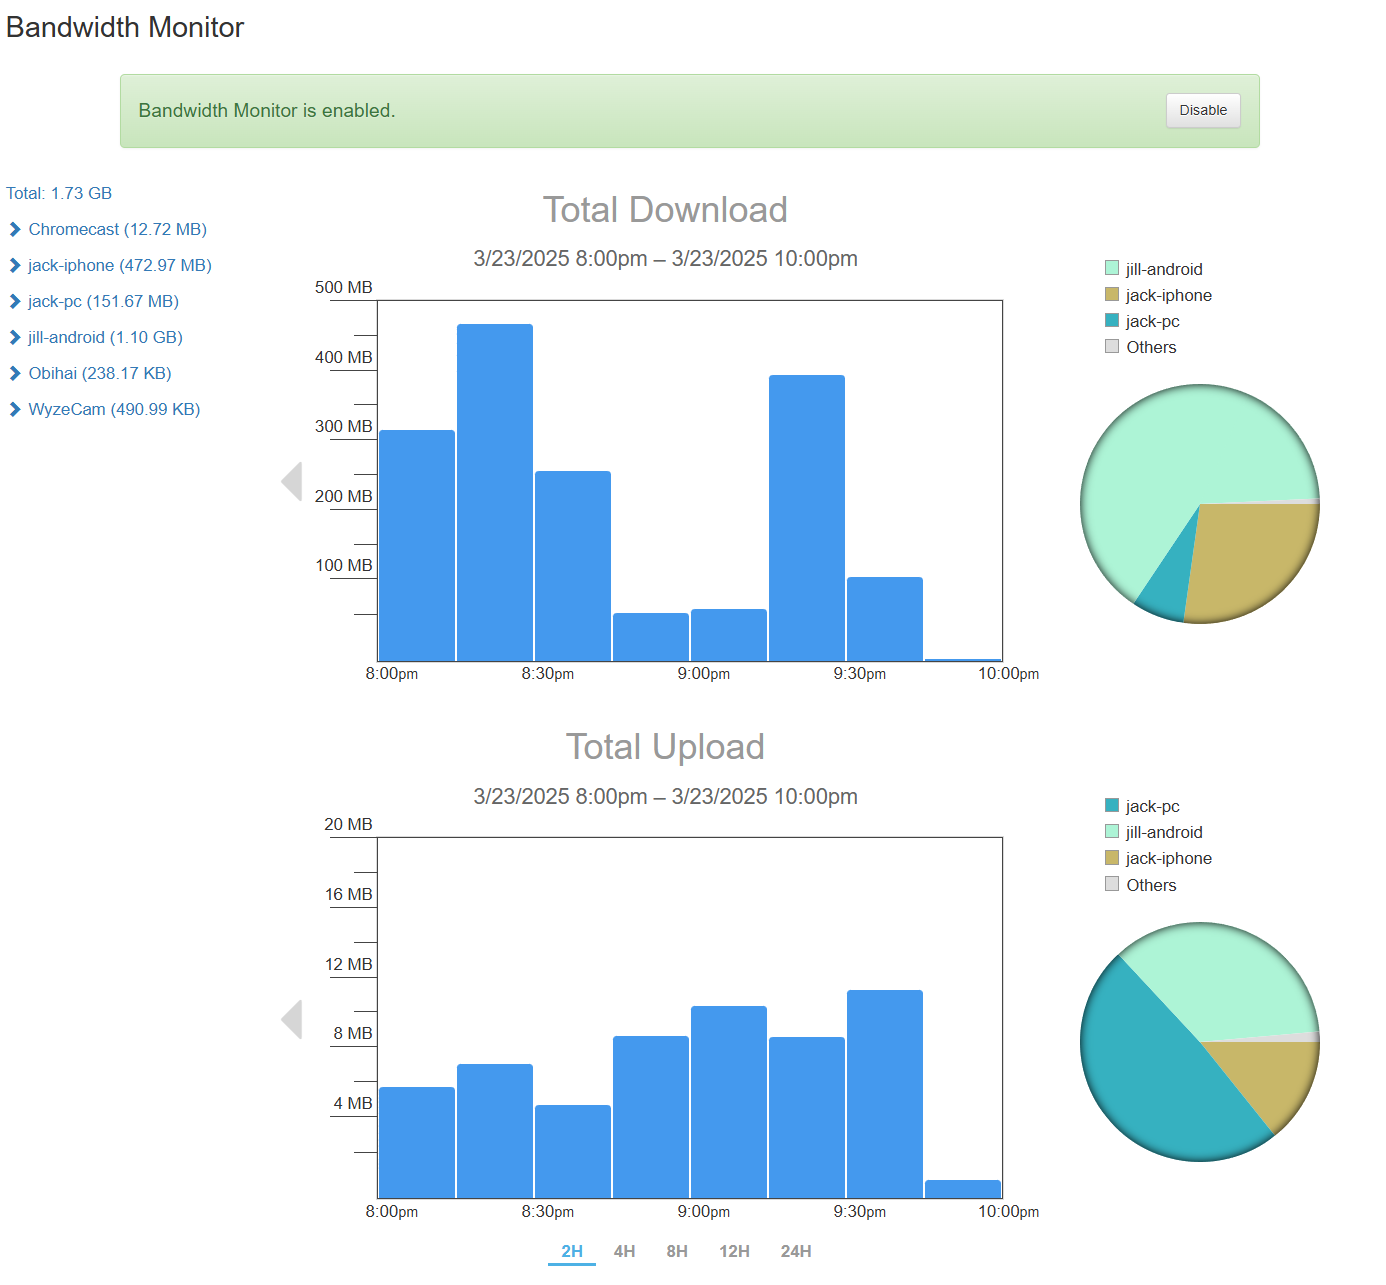 Bandwidth Monitor
Bandwidth Monitor is enabled.
Disable
Total: 1.73 GB
Chromecast (12.72 MB)
jack-iphone (472.97 MB)
jack-pc (151.67 MB)
jill-android (1.10 GB)
Obihai (238.17 KB)
WyzeCam (490.99 KB)
Total Download
3/23/2025 8:00pm – 3/23/2025 10:00pm
500 MB
400 MB
300 MB
200 MB
100 MB
8:00pm 8:30pm 9:00pm 9:30pm 10:00pm
jill-android
jack-iphone
jack-pc
Others
Total Upload
3/23/2025 8:00pm – 3/23/2025 10:00pm
20 MB
16 MB
12 MB
8 MB
4 MB
8:00pm 8:30pm 9:00pm 9:30pm 10:00pm
jack-pc
jill-android
jack-iphone
Others
2H 4H 8H 12H 24H